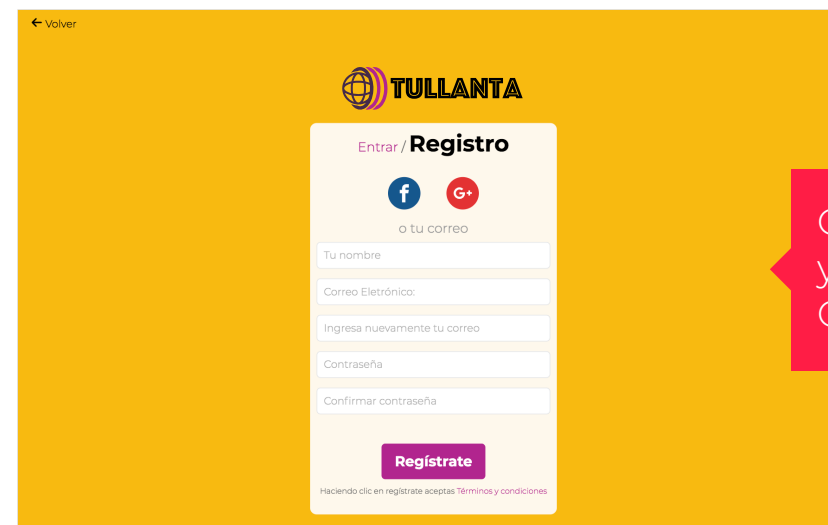 Volver
TULLANTA
Entrar / Registro
f G+
o tu correo
Tu nombre
Correo Eletrónico:
Ingresa nuevamente tu correo
Contraseña
Confirmar contraseña
Regístrate
Haciendo clic en regístrate aceptas Términos y condiciones
y